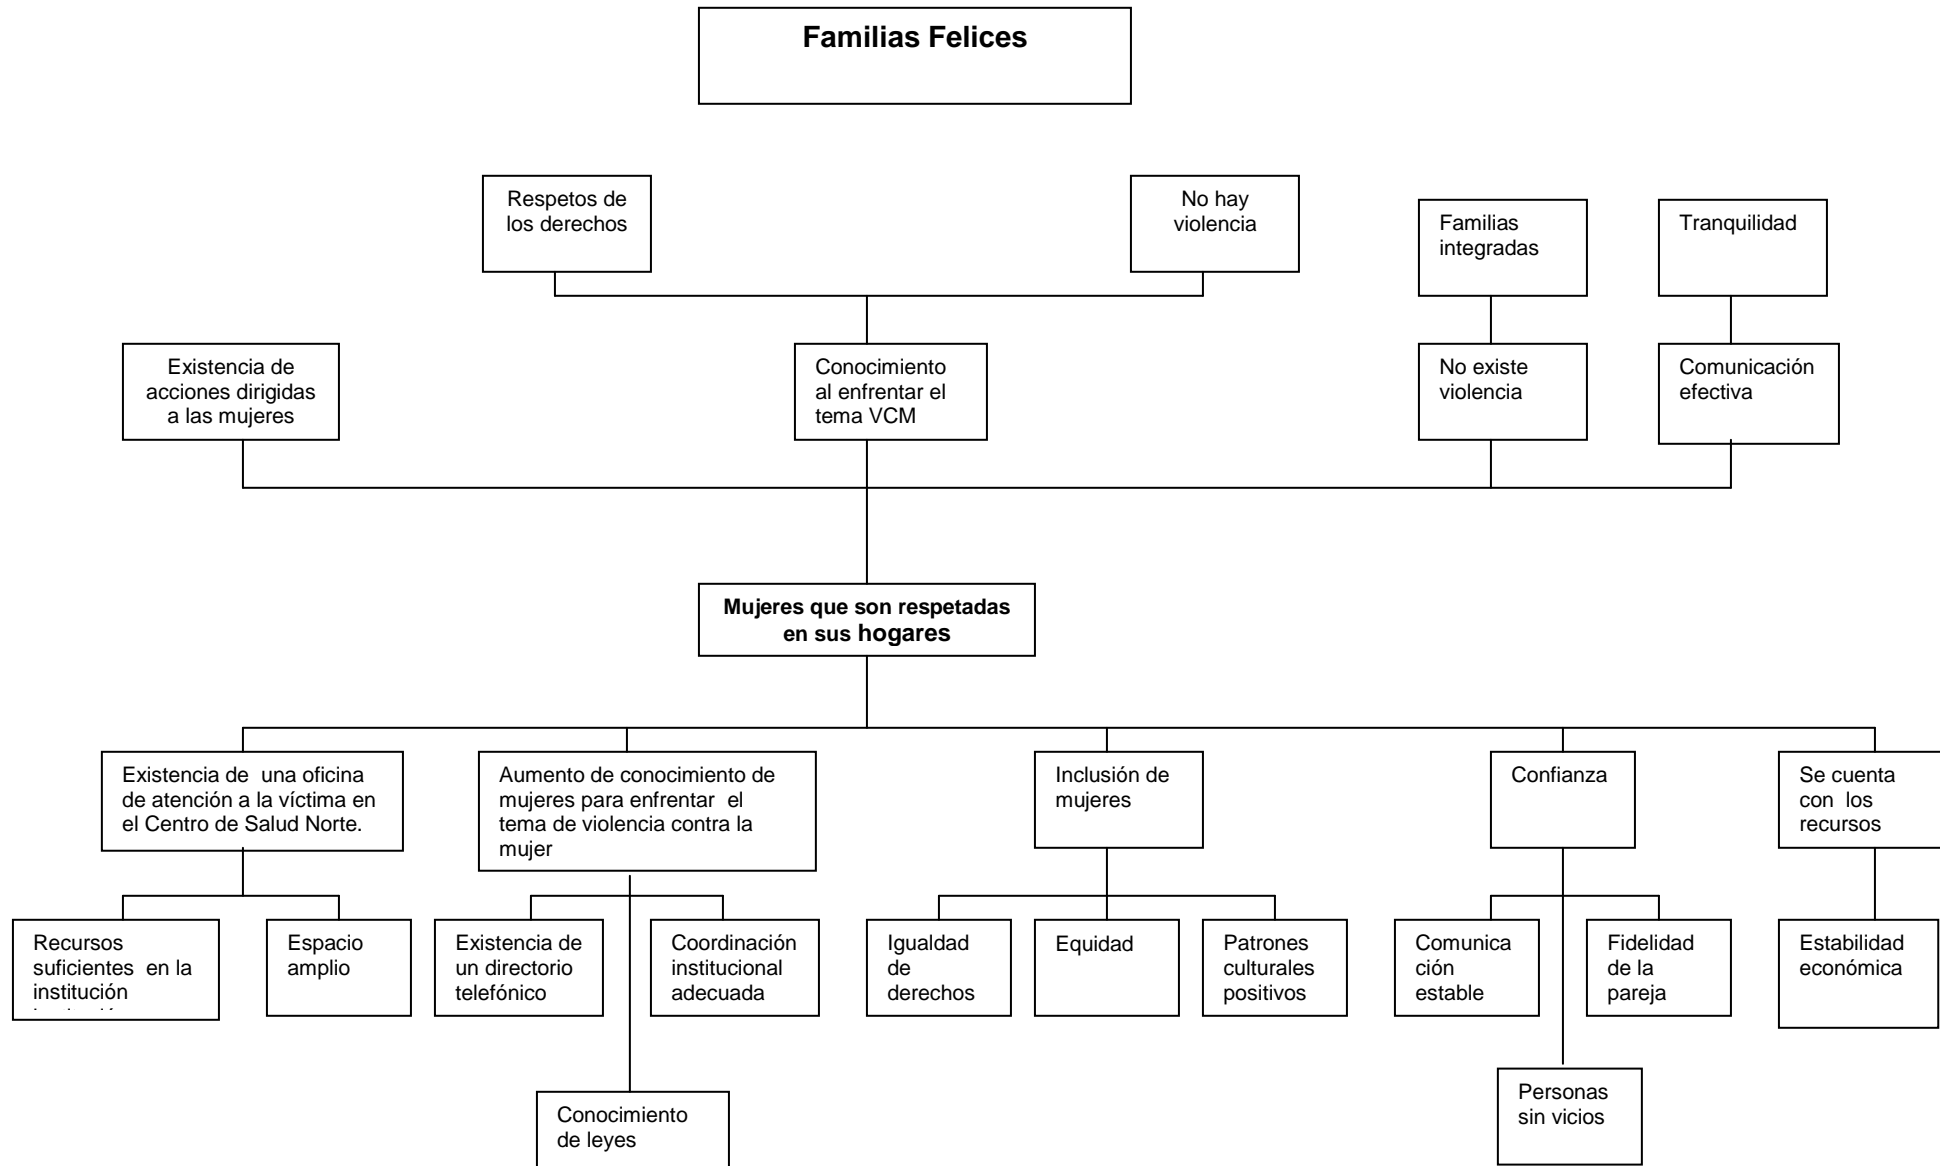 Familias Felices
Respetos de
los derechos
No hay
violencia
Familias
integradas
Tranquilidad
Existencia de
acciones dirigidas
a las mujeres
Conocimiento
al enfrentar el
tema VCM
No existe
violencia
Comunicación
efectiva
Mujeres que son respetadas
en sus hogares
Existencia de una oficina
de atención a la víctima en
el Centro de Salud Norte.
Aumento de conocimiento de
mujeres para enfrentar el
tema de violencia contra la
mujer
Inclusión de
mujeres
Confianza
Se cuenta
con los
recursos
Recursos
suficientes en la
institución
Espacio
amplio
Existencia de
un directorio
telefónico
Coordinación
institucional
adecuada
Igualdad
de
derechos
Equidad
Patrones
culturales
positivos
Comunica
ción
estable
Fidelidad
de la
pareja
Estabilidad
económica
Conocimiento
de leyes
Personas
sin vicios